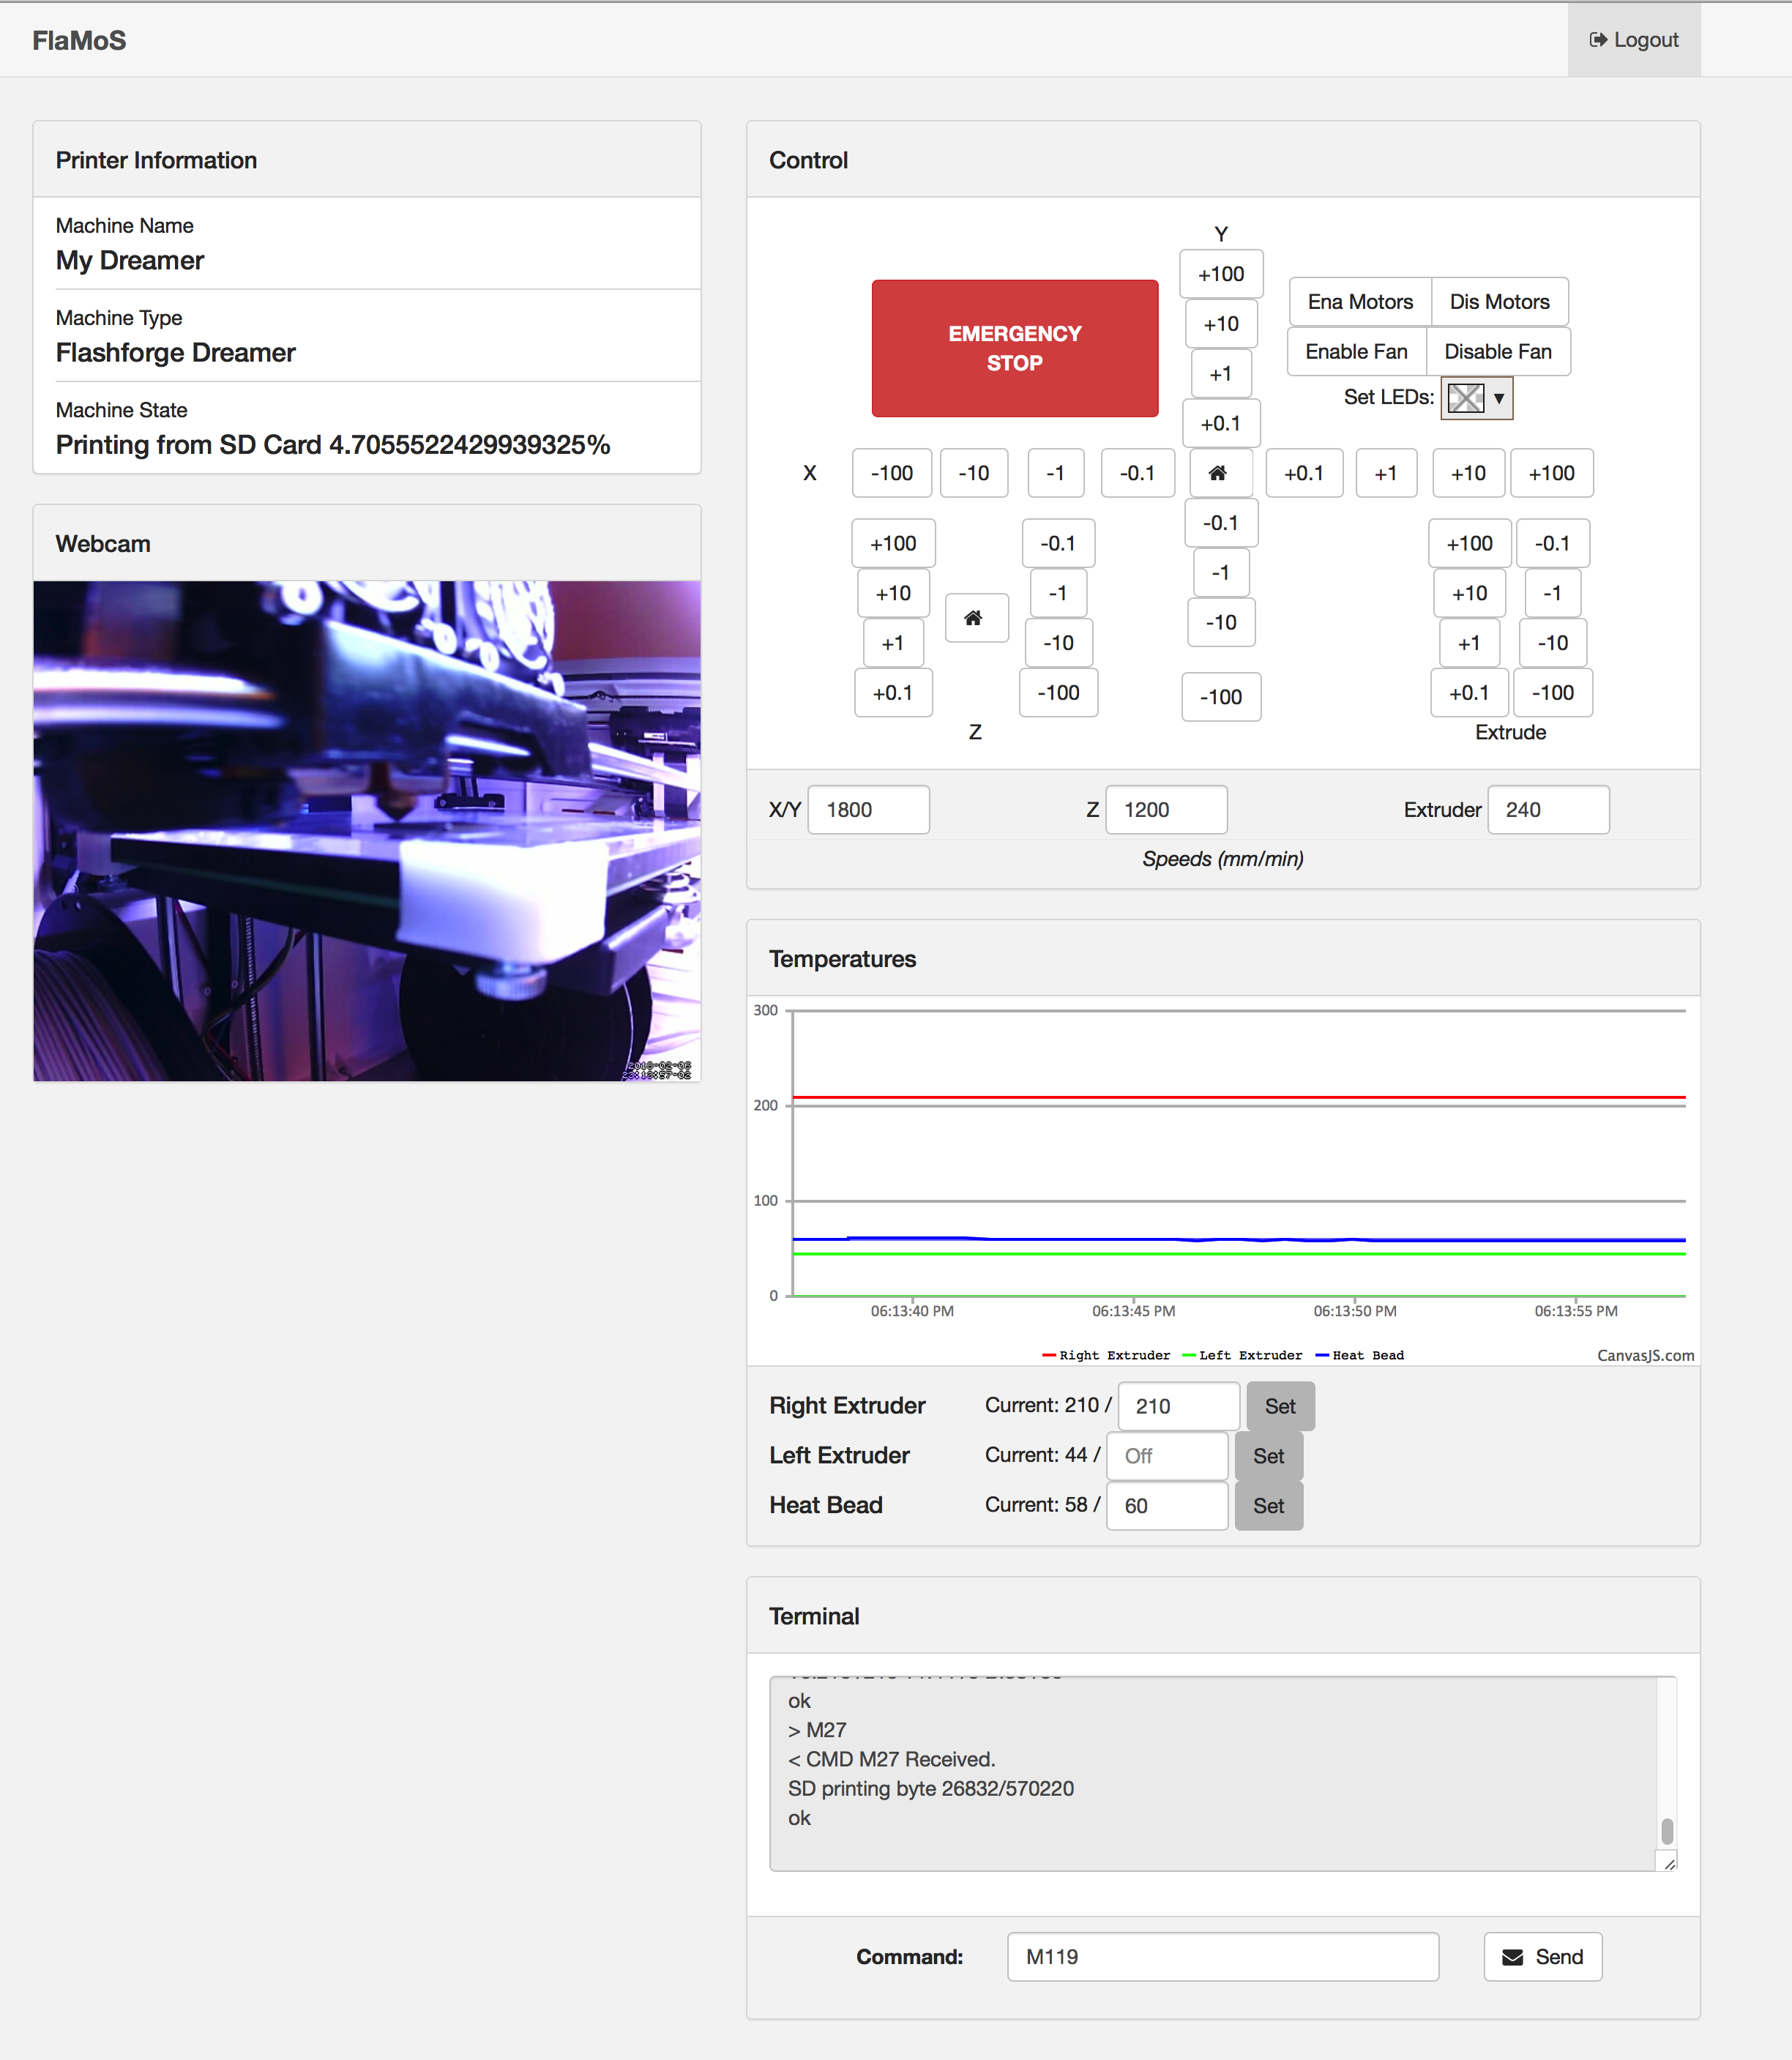 FlaMoS
Logout
Printer Information
Machine Name
My Dreamer
Machine Type
Flashforge Dreamer
Machine State
Printing from SD Card 4.7055522429939325%
Webcam
Control
Y
+100
EMERGENCY
STOP
Ena Motors Dis Motors
+10
Enable Fan Disable Fan
+1
Set LEDs:
+0.1
X -100 -10 -1 -0.1 +0.1 +1 +10 +100
-0.1
+100 -0.1 +100 -0.1
-1
+10 -1 +10 -1
-10
+1 -10 +1 -10
+0.1 -100 -100 +0.1 -100
Z Extrude
X/Y 1800 Z 1200 Extruder 240
Speeds (mm/min)
Temperatures
300
200
100
0
06:13:40 PM 06:13:45 PM 06:13:50 PM 06:13:55 PM
Right Extruder Left Extruder Heat Bead
CanvasJS.com
Right Extruder Current: 210 / 210 Set
Left Extruder Current: 44 / Off Set
Heat Bead Current: 58 / 60 Set
Terminal
ok
> M27
< CMD M27 Received.
SD printing byte 26832/570220
ok
Command: M119 Send